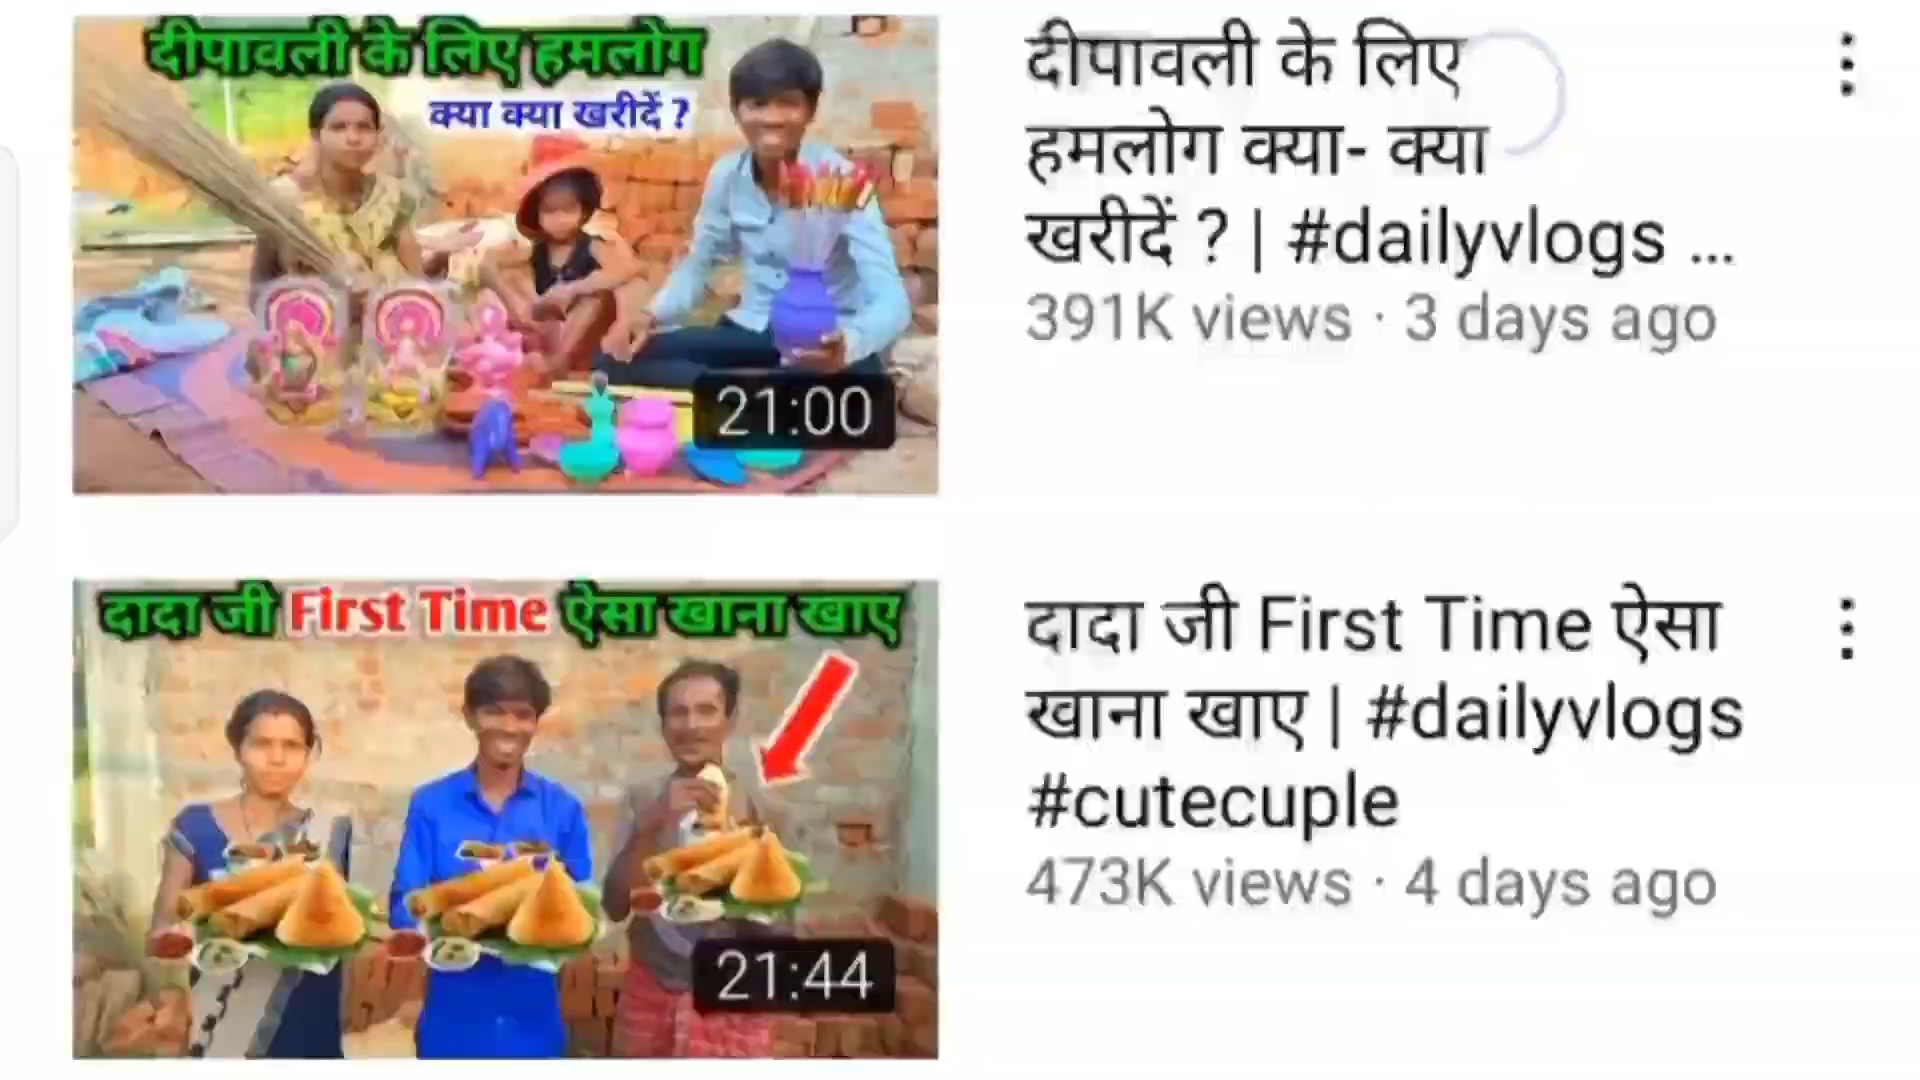 दीपावली के लिए हमलोग
क्या क्या खरीदें ?
21:00
दीपावली के लिए
हमलोग क्या- क्या
खरीदें ? | #dailyvlogs ...
391K views · 3 days ago
दादा जी First Time ऐसा खाना खाए
21:44
दादा जी First Time ऐसा
खाना खाए | #dailyvlogs
#cutecuple
473K views · 4 days ago